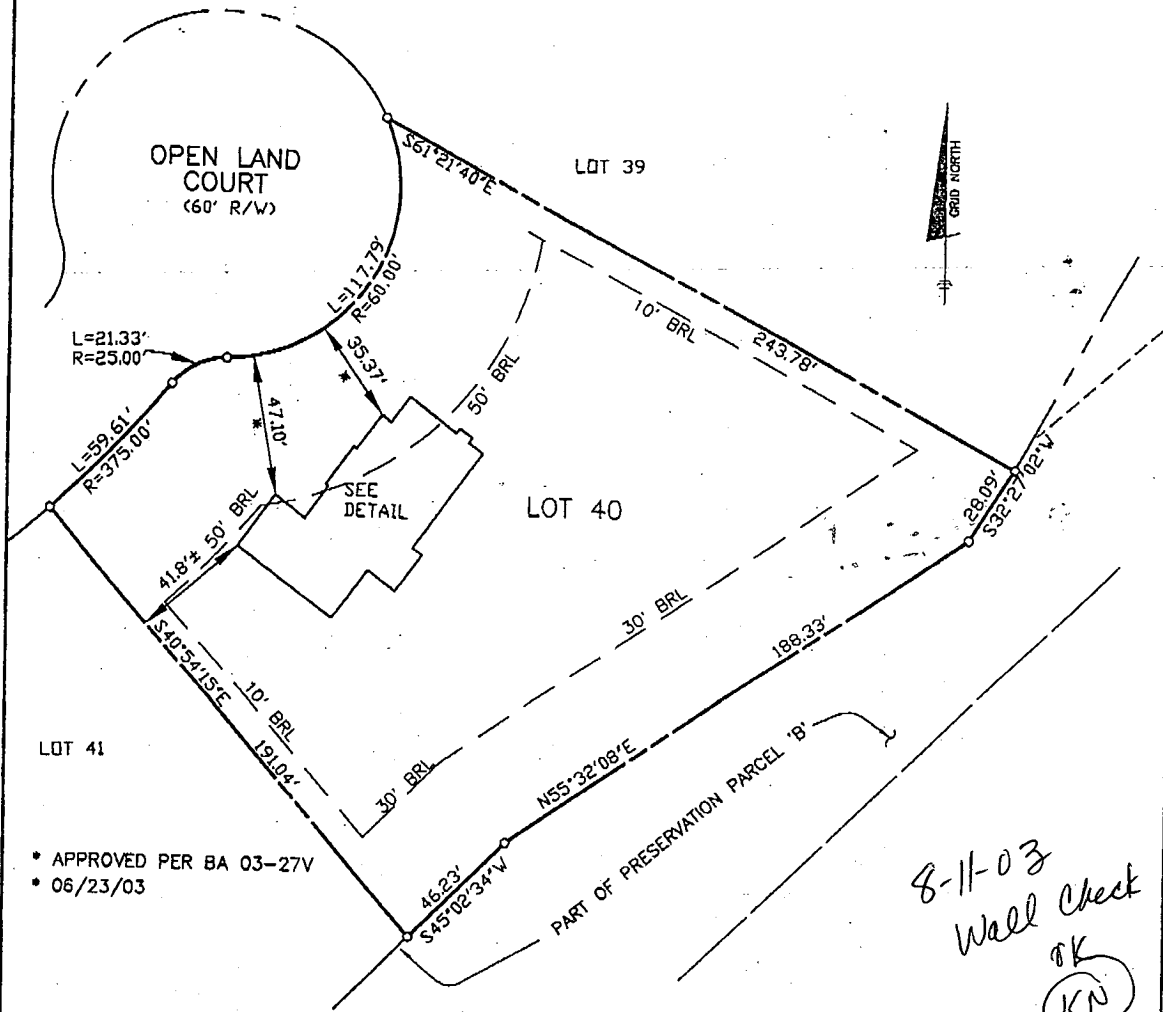 OPEN LAND
COURT
(60' R/W)
LOT 39
GRID NORTH
S61°21'40"E
10' BRL
243.78'
L=117.79'
R=60.00'
L=21.33'
R=25.00'
35.37'
*
47.10'
*
50' BRL
L=59.61'
R=375.00'
SEE
DETAIL
LOT 40
28.09'
S32°27'02"W
41.8'± 50' BRL
30' BRL
188.33'
S40°54'15"E
10' BRL
191.04'
LOT 41
30' BRL
N55°32'08"E
PART OF PRESERVATION PARCEL 'B'
46.23'
S45°02'34"W
* APPROVED PER BA 03-27V
* 06/23/03
8-11-03
Wall Check
OK
KN